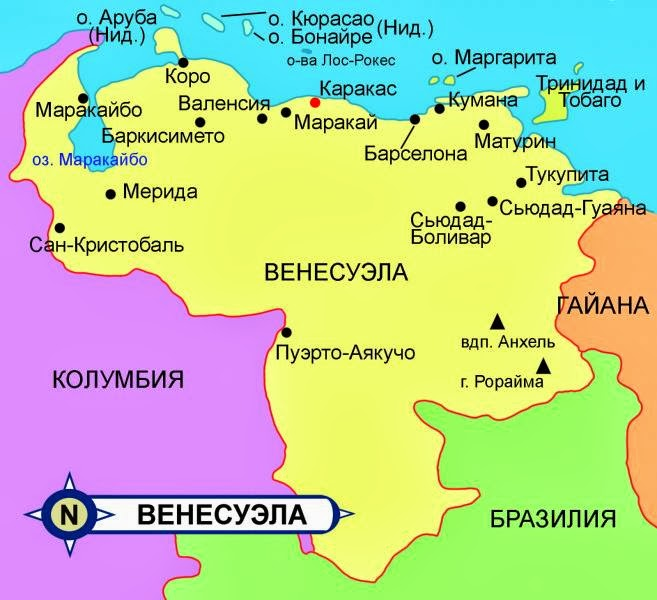 о. Аруба
(Нид.)
о. Кюрасао
о. Бонайре
(Нид.)
о-ва Лос-Рокес
о. Маргарита
Коро
Каракас
Тринидад и
Тобаго
Маракайбо
Валенсия
Кумана
Баркисимето
Маракай
Матурин
оз. Маракайбо
Барселона
Тукупита
Мерида
Сьюдад-
Боливар
Сьюдад-Гуаяна
Сан-Кристобаль
ВЕНЕСУЭЛА
ГАЙАНА
вдп. Анхель
Пуэрто-Аякучо
г. Рорайма
КОЛУМБИЯ
N
ВЕНЕСУЭЛА
БРАЗИЛИЯ